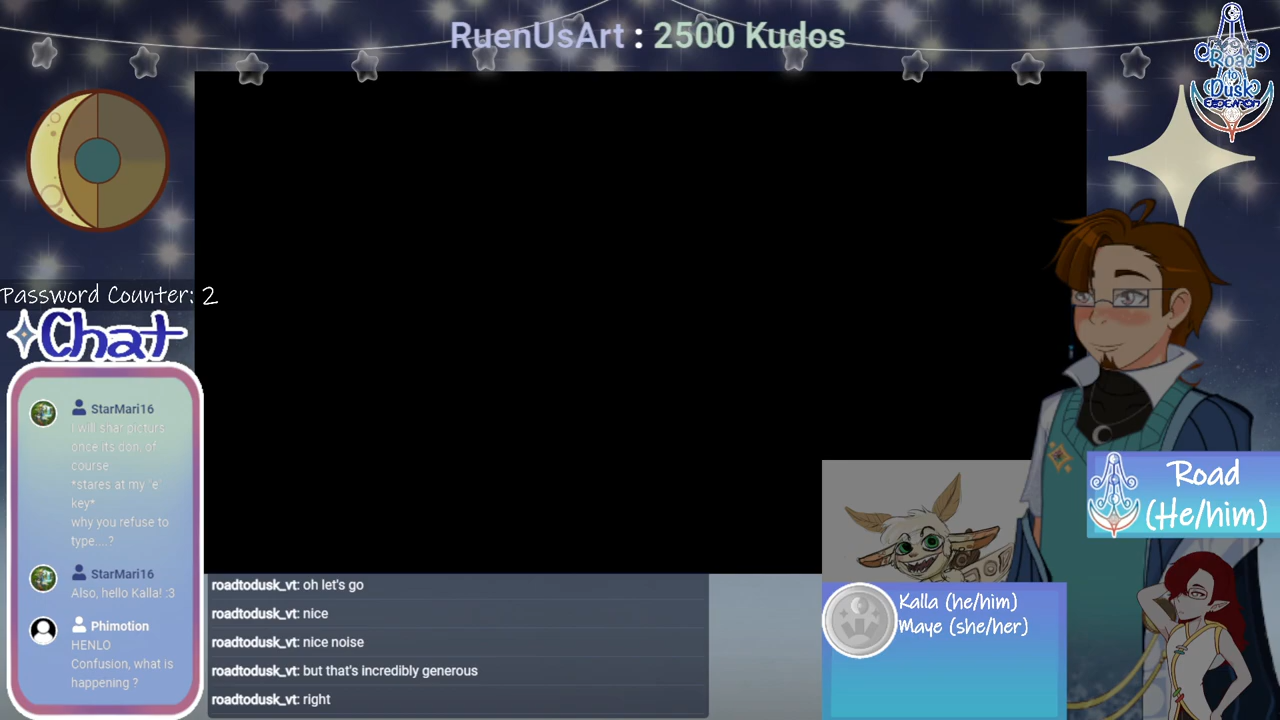 RuenUsArt : 2500 Kudos
Road
to
Dusk
Password Counter: 2
Chat
StarMari16
I will shar picturs
once its don, of
course
*stares at my 'e'
key*
why you refuse to
type....?
StarMari16
Also, hello Kalla! :3
Phimotion
HENLO
Confusion, what is
happening ?
roadtodusk_vt: oh let's go
roadtodusk_vt: nice
roadtodusk_vt: nice noise
roadtodusk_vt: but that's incredibly generous
roadtodusk_vt: right
Kalla (he/him)
Maye (she/her)
Road
(He/him)